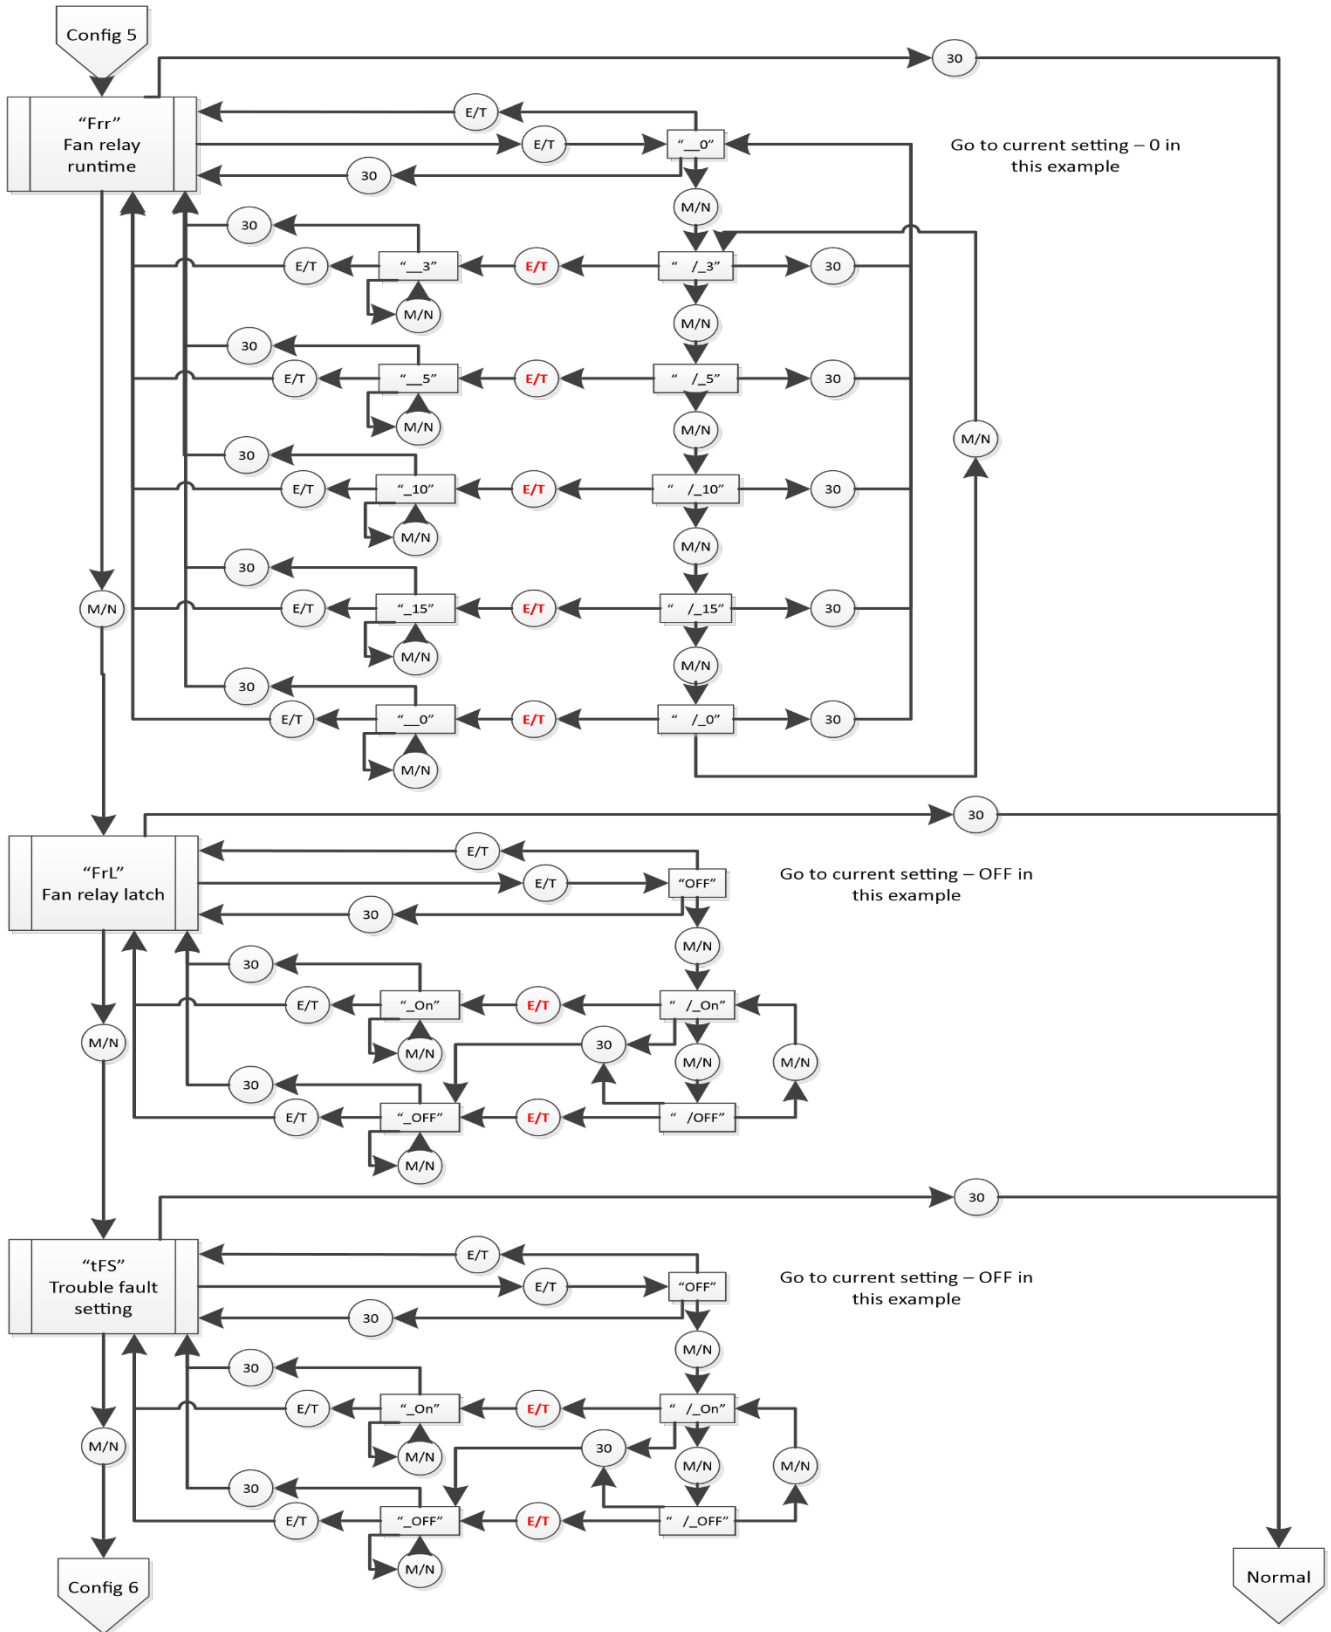 Config 5
30
“Frr”
Fan relay
runtime
E/T
E/T
“__0”
30
Go to current setting – 0 in
this example
M/N
30
E/T
“__3”
E/T
“ /_3”
30
M/N
M/N
30
E/T
“__5”
E/T
“ /_5”
30
M/N
M/N
M/N
30
E/T
“_10”
E/T
“ /_10”
30
M/N
M/N
30
E/T
“_15”
E/T
“ /_15”
30
M/N
M/N
M/N
30
E/T
“__0”
E/T
“ /_0”
30
M/N
30
“FrL”
Fan relay latch
E/T
E/T
“OFF”
30
Go to current setting – OFF in
this example
M/N
30
E/T
“_On”
E/T
“ /_On”
M/N
M/N
30
M/N
M/N
30
E/T
“_OFF”
E/T
“ /OFF”
M/N
30
“tFS”
Trouble fault
setting
E/T
E/T
“OFF”
30
Go to current setting – OFF in
this example
M/N
30
E/T
“_On”
E/T
“ /_On”
M/N
M/N
30
M/N
M/N
30
E/T
“_OFF”
E/T
“ /_OFF”
M/N
Config 6
Normal